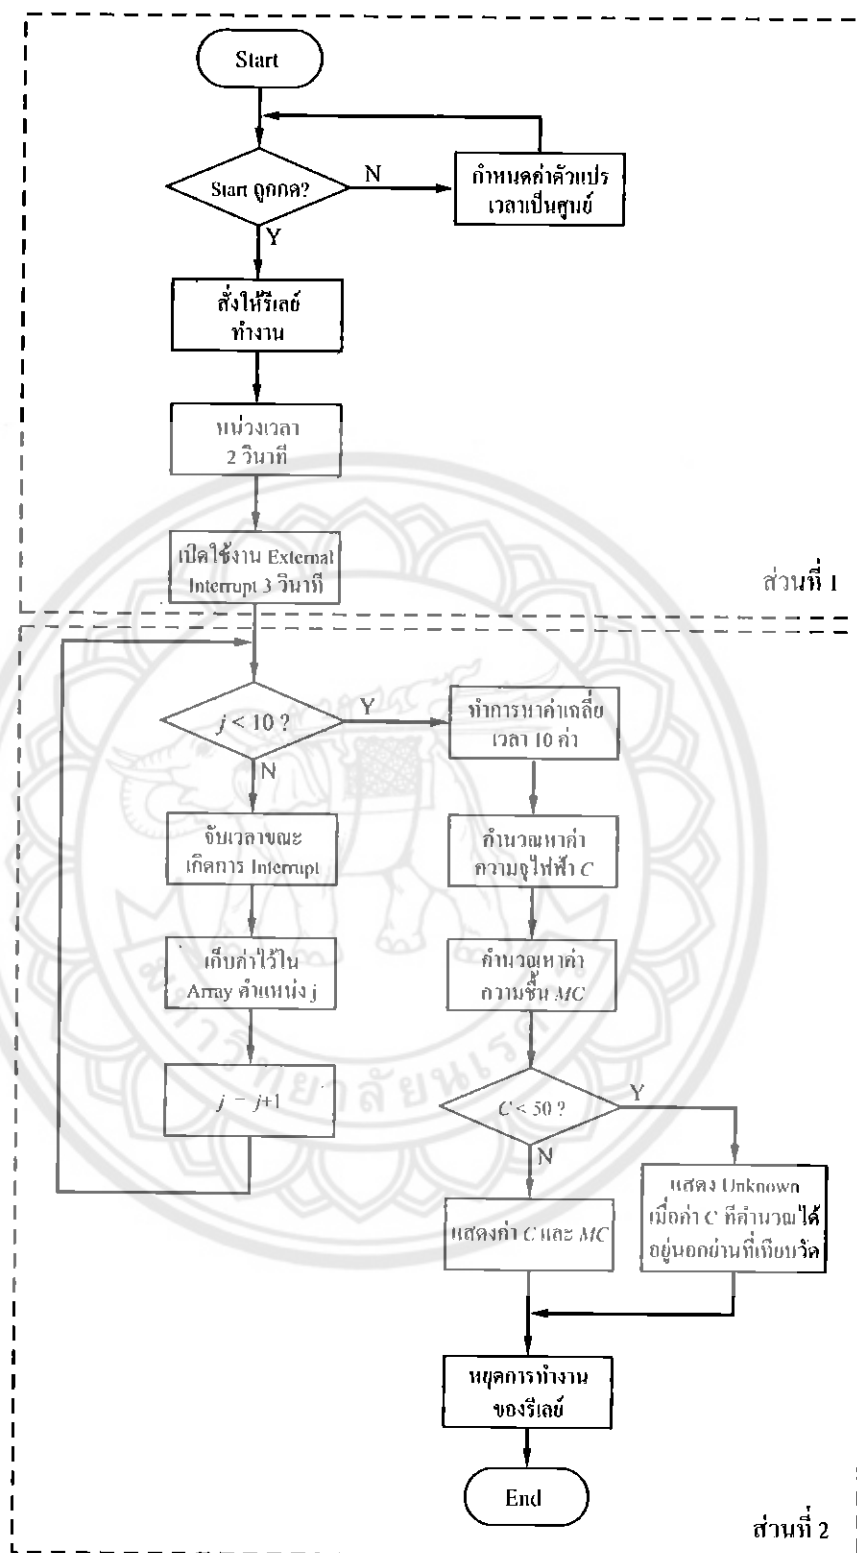 Start
Start ถูกกด?
N
กำหนดค่าตัวแปร
เวลาเป็นศูนย์
Y
สั่งให้รีเลย์
ทำงาน
หน่วงเวลา
2 วินาที
เปิดใช้งาน External
Interrupt 3 วินาที
ส่วนที่ 1
j < 10 ?
Y
ทำการหาค่าเฉลี่ย
เวลา 10 ค่า
N
จับเวลาขณะ
เกิดการ Interrupt
คำนวณหาค่า
ความจุไฟฟ้า C
เก็บค่าไว้ใน
Array ตำแหน่ง j
คำนวณหาค่า
ความชื้น MC
j = j+1
C < 50 ?
Y
N
แสดงค่า C และ MC
แสดง Unknown
เมื่อค่า C ที่คำนวณได้
อยู่นอกย่านที่เทียบวัด
หยุดการทำงาน
ของรีเลย์
End
ส่วนที่ 2